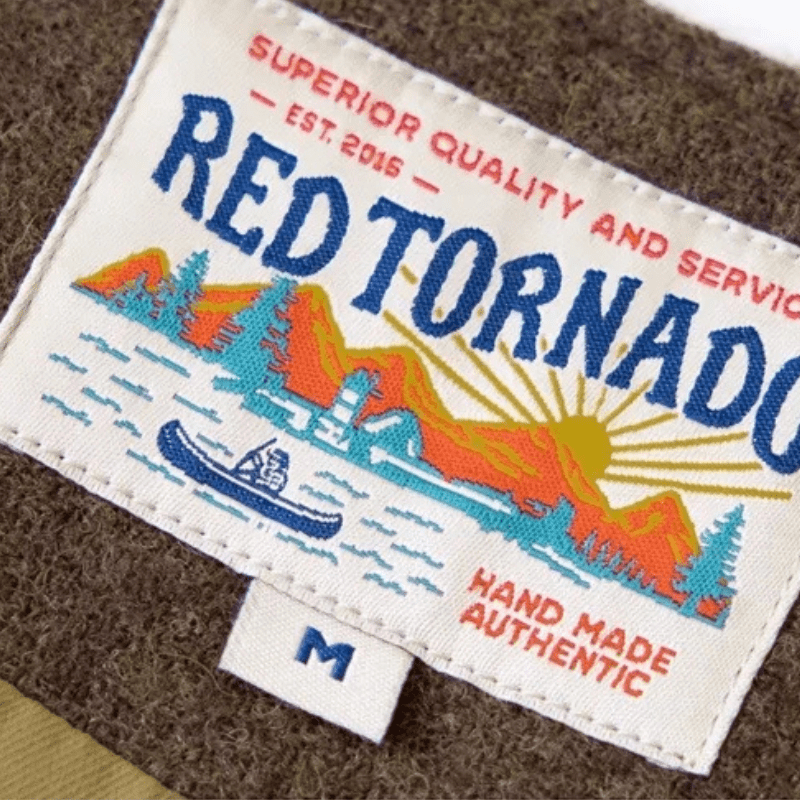 SUPERIOR QUALITY AND SERVIC
— EST. 2016 —
RED TORNADO
HAND MADE
AUTHENTIC
M